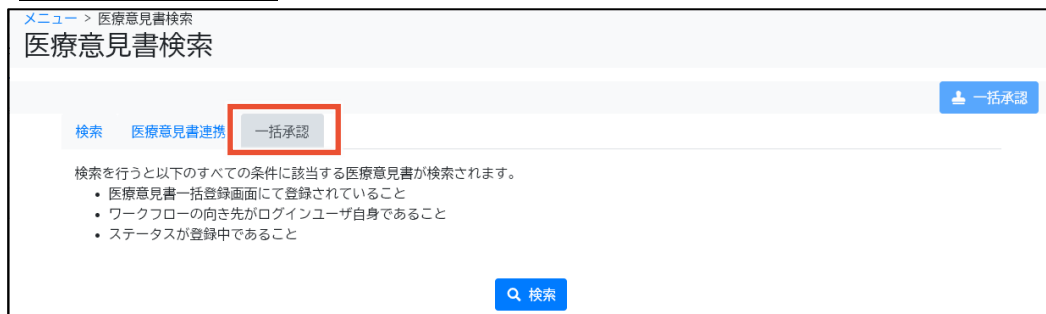 メニュー > 医療意見書検索
医療意見書検索
一括承認
検索 医療意見書連携 一括承認
検索を行うと以下のすべての条件に該当する医療意見書が検索されます。
• 医療意見書一括登録画面にて登録されていること
• ワークフローの向き先がログインユーザ自身であること
• ステータスが登録中であること
検索